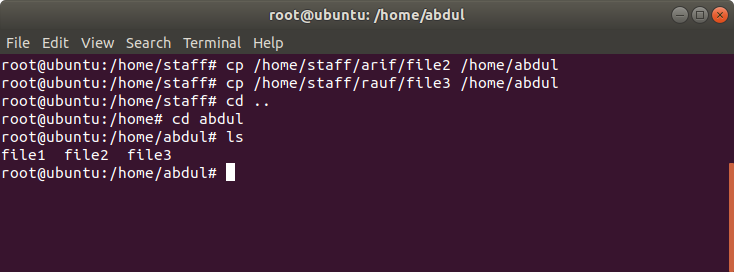 root@ubuntu: /home/abdul
File Edit View Search Terminal Help
root@ubuntu:/home/staff# cp /home/staff/arif/file2 /home/abdul
root@ubuntu:/home/staff# cp /home/staff/rauf/file3 /home/abdul
root@ubuntu:/home/staff# cd ..
root@ubuntu:/home# cd abdul
root@ubuntu:/home/abdul# ls
file1  file2  file3
root@ubuntu:/home/abdul#